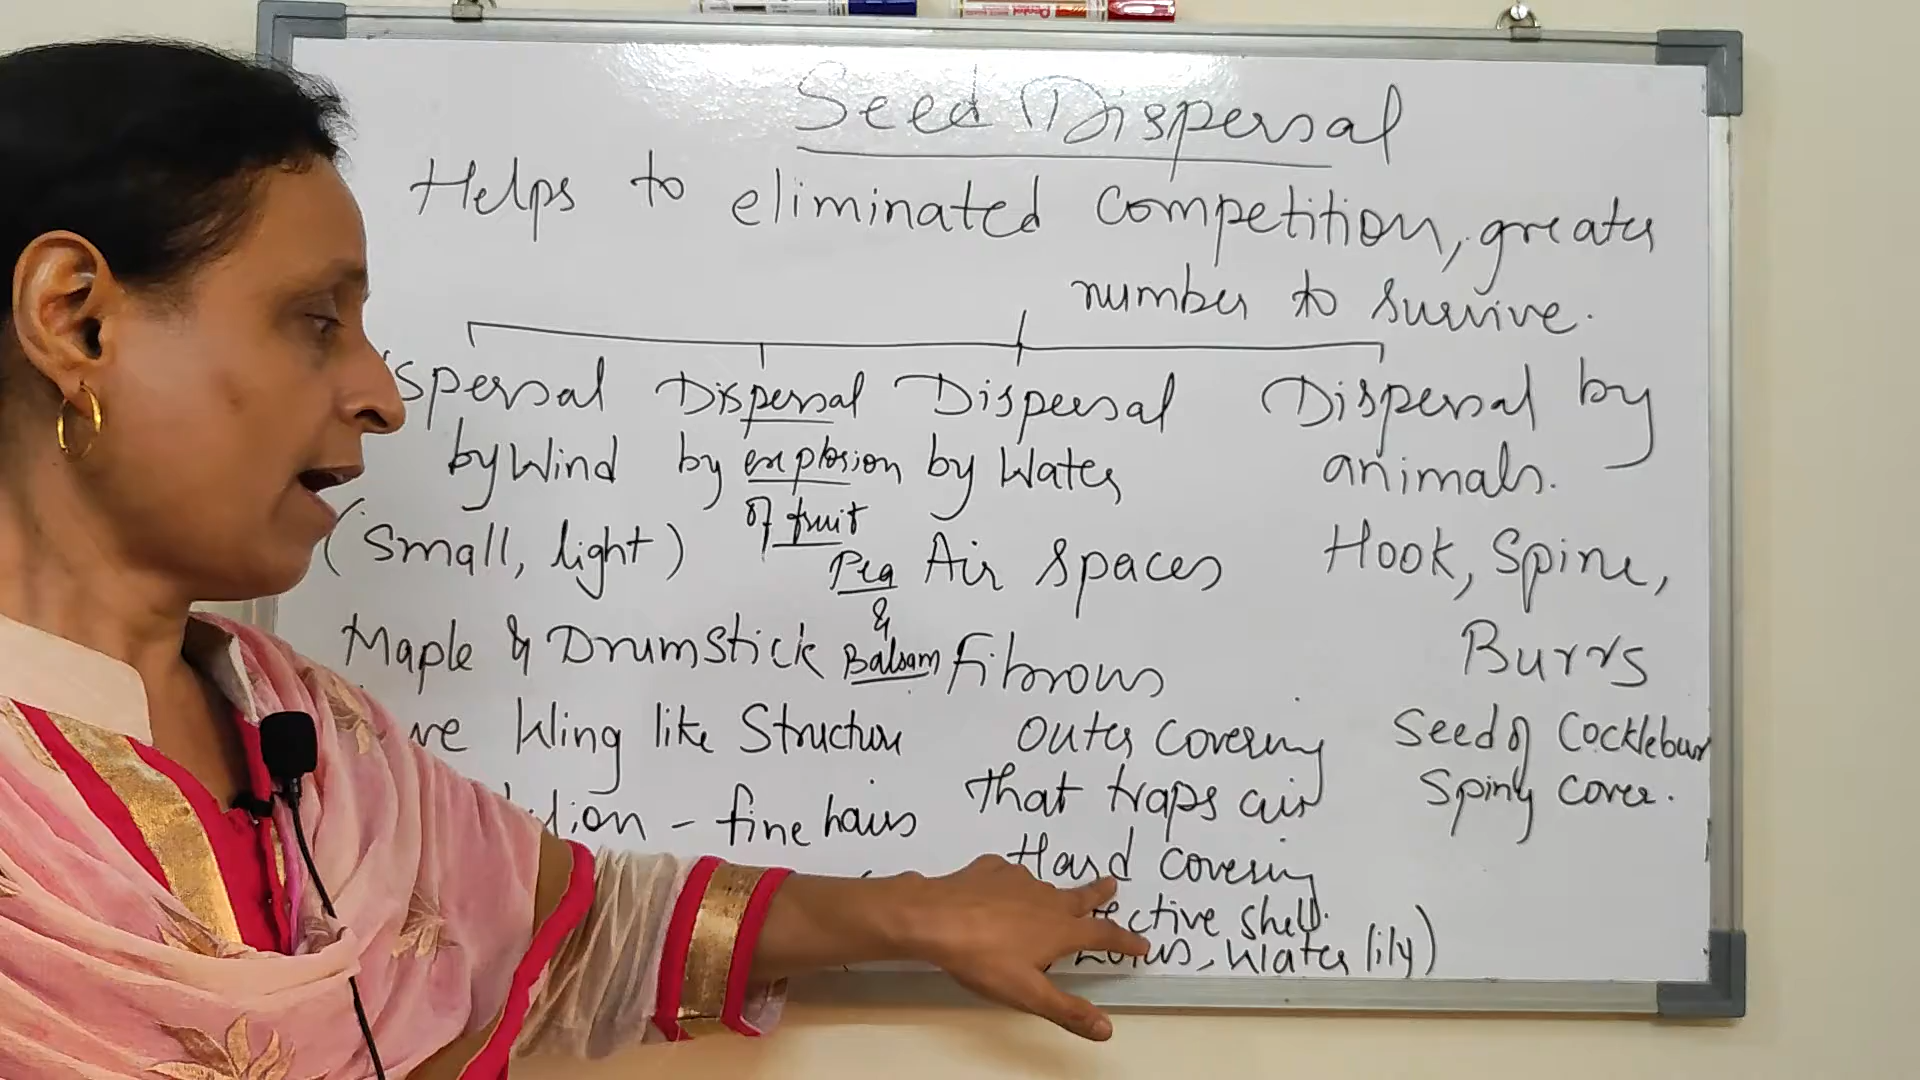 Seed Dispersal
Helps to eliminated competition, greater
number to survive.
spersal
by Wind
(Small, light)
Maple & Drumstick
Wing like Structure
- fine hairs
Dispersal
by explosion
of fruit
Pea
&
Balsam
Dispersal
by Water
Air spaces
fibrous
outer covering
that traps air
Hard covering
ective shell.
Lotus, Water lily)
Dispersal by
animals.
Hook, Spine,
Burrs
Seed of Cocklebur
Spiny cover.
Pentel